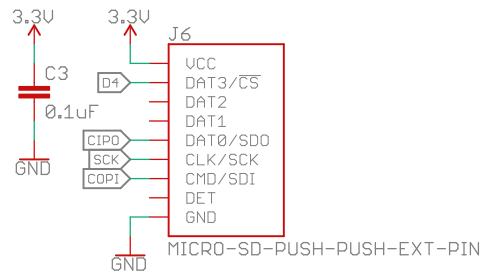 3.3V 3.3V
J6
C3
0.1uF
GND
VCC
D4 DAT3/CS
DAT2
DAT1
CIPO DAT0/SDO
SCK CLK/SCK
COPI CMD/SDI
DET
GND
MICRO-SD-PUSH-PUSH-EXT-PIN
GND